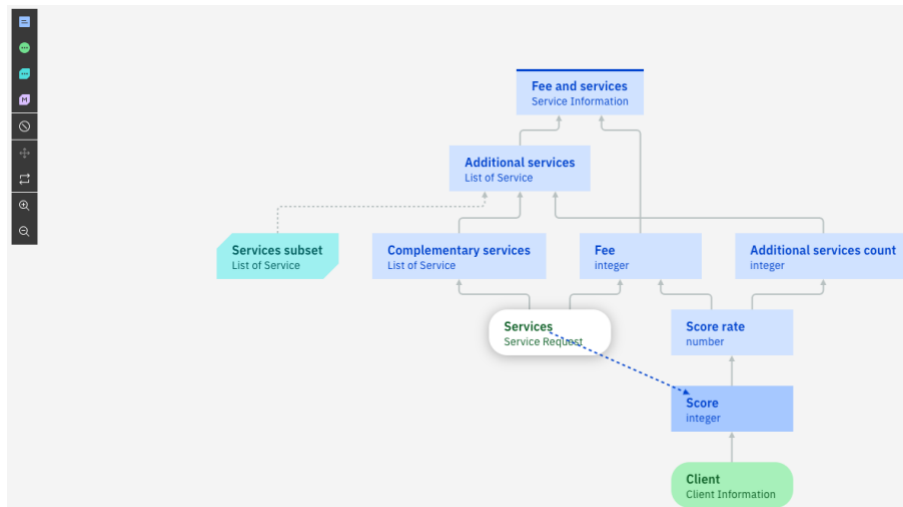 Fee and services
Service Information
Additional services
List of Service
Services subset
List of Service
Complementary services
List of Service
Fee
integer
Additional services count
integer
Services
Service Request
Score rate
number
Score
integer
Client
Client Information
M